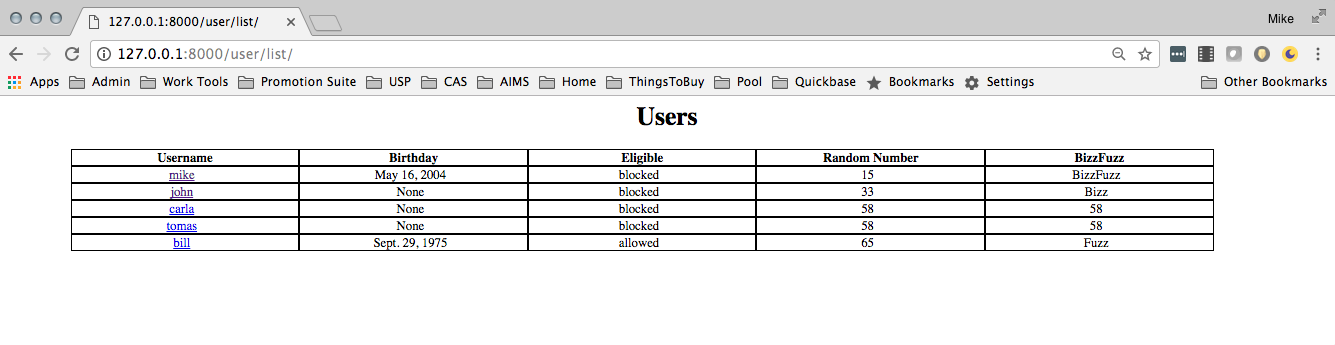 127.0.0.1:8000/user/list/
Mike
127.0.0.1:8000/user/list/
Apps Admin Work Tools Promotion Suite USP CAS AIMS Home ThingsToBuy Pool Quickbase Bookmarks Settings Other Bookmarks
Users
Username Birthday Eligible Random Number BizzFuzz
mike May 16, 2004 blocked 15 BizzFuzz
john None blocked 33 Bizz
carla None blocked 58 58
tomas None blocked 58 58
bill Sept. 29, 1975 allowed 65 Fuzz